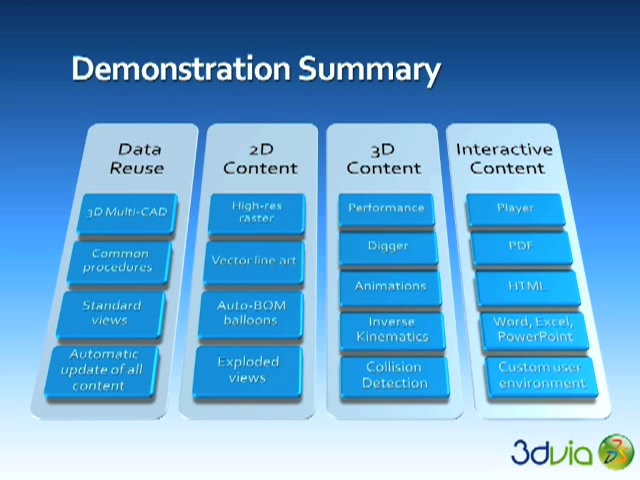 Demonstration Summary
Data
Reuse
3D Multi-CAD
Common
procedures
Standard
views
Automatic
update of all
content
2D
Content
High-res
raster
Vector line art
Auto-BOM
balloons
Exploded
views
3D
Content
Performance
Digger
Animations
Inverse
Kinematics
Collision
Detection
Interactive
Content
Player
PDF
HTML
Word, Excel,
PowerPoint
Custom user
environment
3dvia